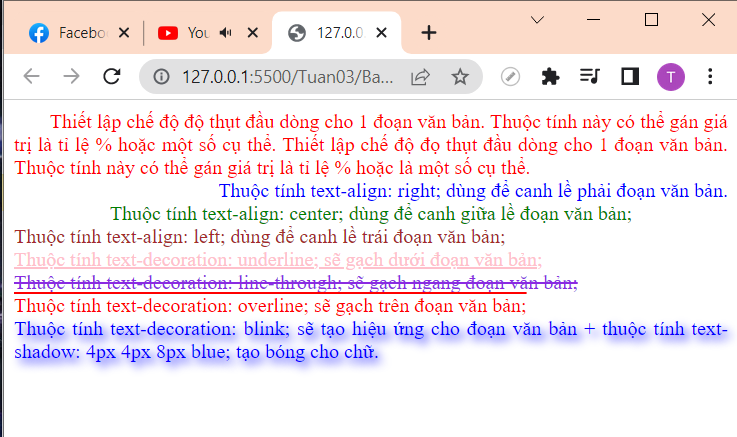 Facebo
You
127.0.0
127.0.0.1:5500/Tuan03/Ba...
T
Thiết lập chế độ độ thụt đầu dòng cho 1 đoạn văn bản. Thuộc tính này có thể gán giá
trị là tỉ lệ % hoặc một số cụ thể. Thiết lập chế độ đọ thụt đầu dòng cho 1 đoạn văn bản.
Thuộc tính này có thể gán giá trị là tỉ lệ % hoặc là một số cụ thể.
Thuộc tính text-align: right; dùng để canh lề phải đoạn văn bản.
Thuộc tính text-align: center; dùng để canh giữa lề đoạn văn bản;
Thuộc tính text-align: left; dùng để canh lề trái đoạn văn bản;
Thuộc tính text-decoration: underline; sẽ gạch dưới đoạn văn bản;
Thuộc tính text-decoration: line-through; sẽ gạch ngang đoạn văn bản;
Thuộc tính text-decoration: overline; sẽ gạch trên đoạn văn bản;
Thuộc tính text-decoration: blink; sẽ tạo hiệu ứng cho đoạn văn bản + thuộc tính text-
shadow: 4px 4px 8px blue; tạo bóng cho chữ.